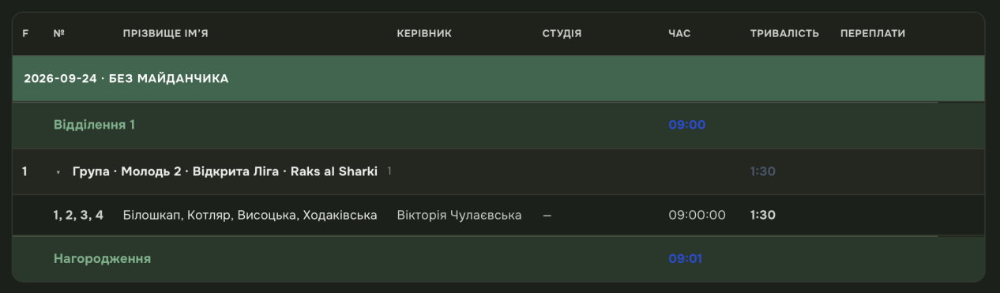 F № ПРІЗВИЩЕ ІМ’Я КЕРІВНИК СТУДІЯ ЧАС ТРИВАЛІСТЬ ПЕРЕПЛАТИ
2026-09-24 · БЕЗ МАЙДАНЧИКА
Відділення 1 09:00
1 ▾ Група · Молодь 2 · Відкрита Ліга · Raks al Sharki 1 1:30
1, 2, 3, 4 Білошкап, Котляр, Висоцька, Ходаківська Вікторія Чулаєвська — 09:00:00 1:30
Нагородження 09:01